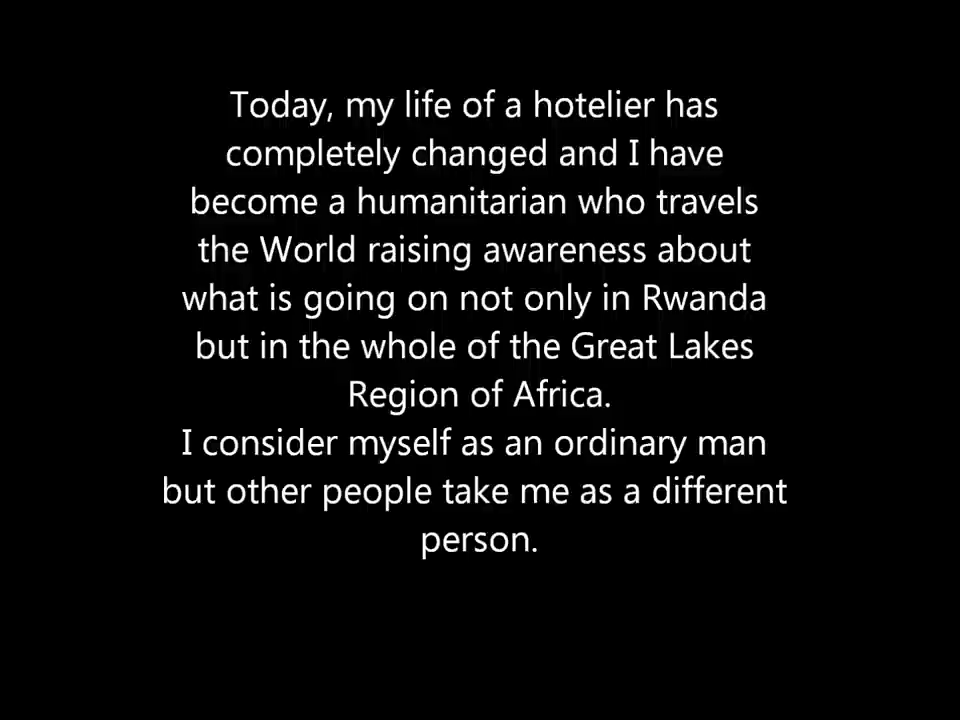 Today, my life of a hotelier has
completely changed and I have
become a humanitarian who travels
the World raising awareness about
what is going on not only in Rwanda
but in the whole of the Great Lakes
Region of Africa.
I consider myself as an ordinary man
but other people take me as a different
person.